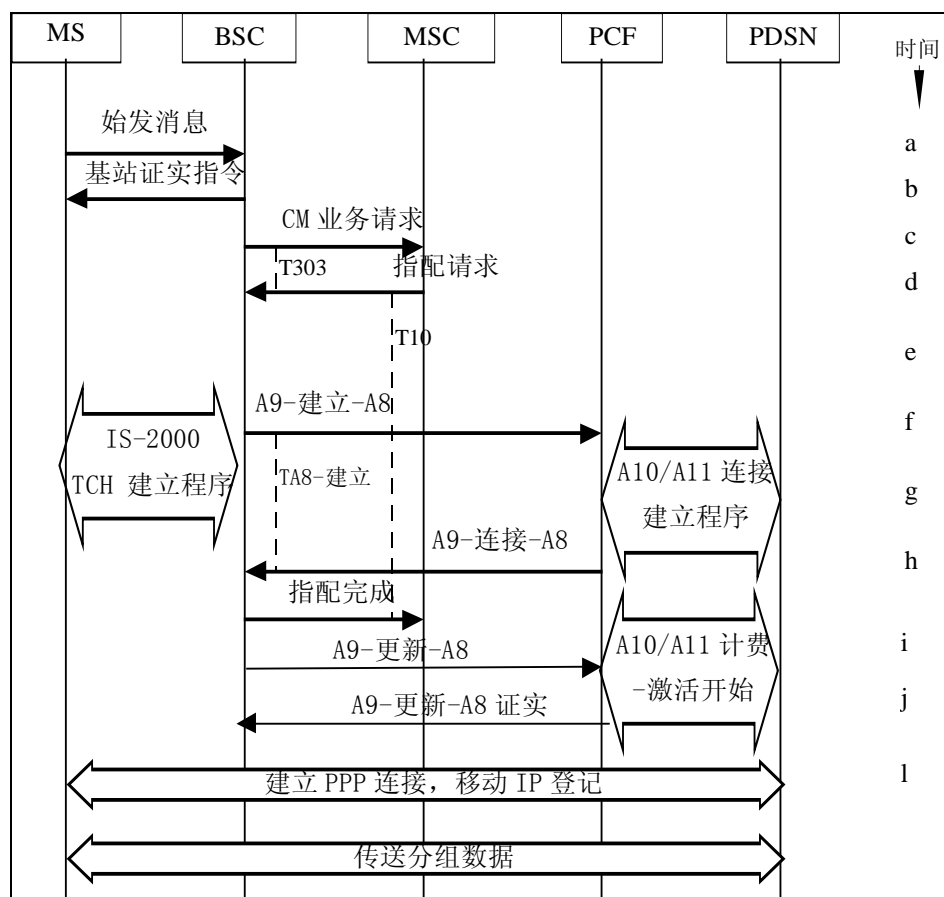 MS BSC MSC PCF PDSN
时间
始发消息
a
基站证实指令
b
CM 业务请求
c
T303
指配请求
d
T10
e
A9-建立-A8
f
IS-2000
TCH 建立程序
TA8-建立
A10/A11 连接
建立程序
g
A9-连接-A8
h
指配完成
A9-更新-A8
A10/A11 计费
-激活开始
i
A9-更新-A8 证实
j
建立 PPP 连接，移动 IP 登记
l
传送分组数据